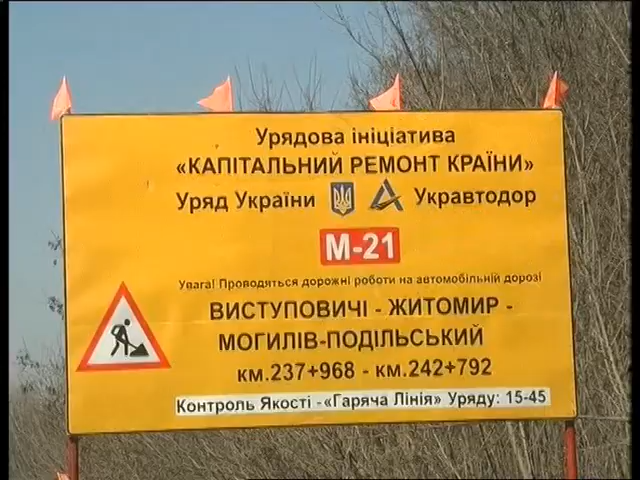 Урядова ініціатива
«КАПІТАЛЬНИЙ РЕМОНТ КРАЇНИ»
Уряд України Укравтодор
М-21
Увага! Проводяться дорожні роботи на автомобільній дорозі
ВИСТУПОВИЧІ - ЖИТОМИР -
МОГИЛІВ-ПОДІЛЬСЬКИЙ
км.237+968 - км.242+792
Контроль Якості -«Гаряча Лінія» Уряду: 15-45